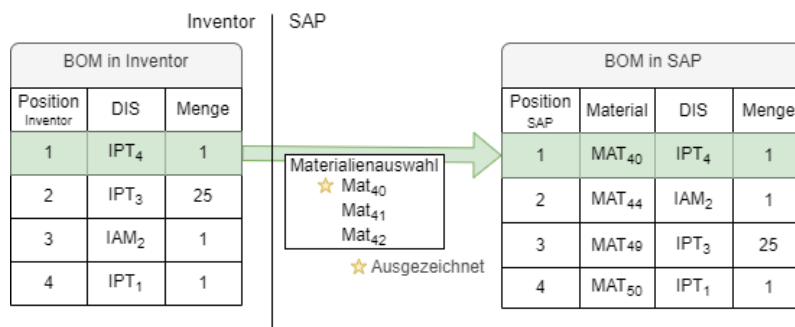 Inventor SAP
BOM in Inventor
Position Inventor DIS Menge
1 IPT4 1
2 IPT3 25
3 IAM2 1
4 IPT1 1
Materialienauswahl
Mat40
Mat41
Mat42
Ausgezeichnet
BOM in SAP
Position SAP Material DIS Menge
1 MAT40 IPT4 1
2 MAT44 IAM2 1
3 MAT49 IPT3 25
4 MAT50 IPT1 1